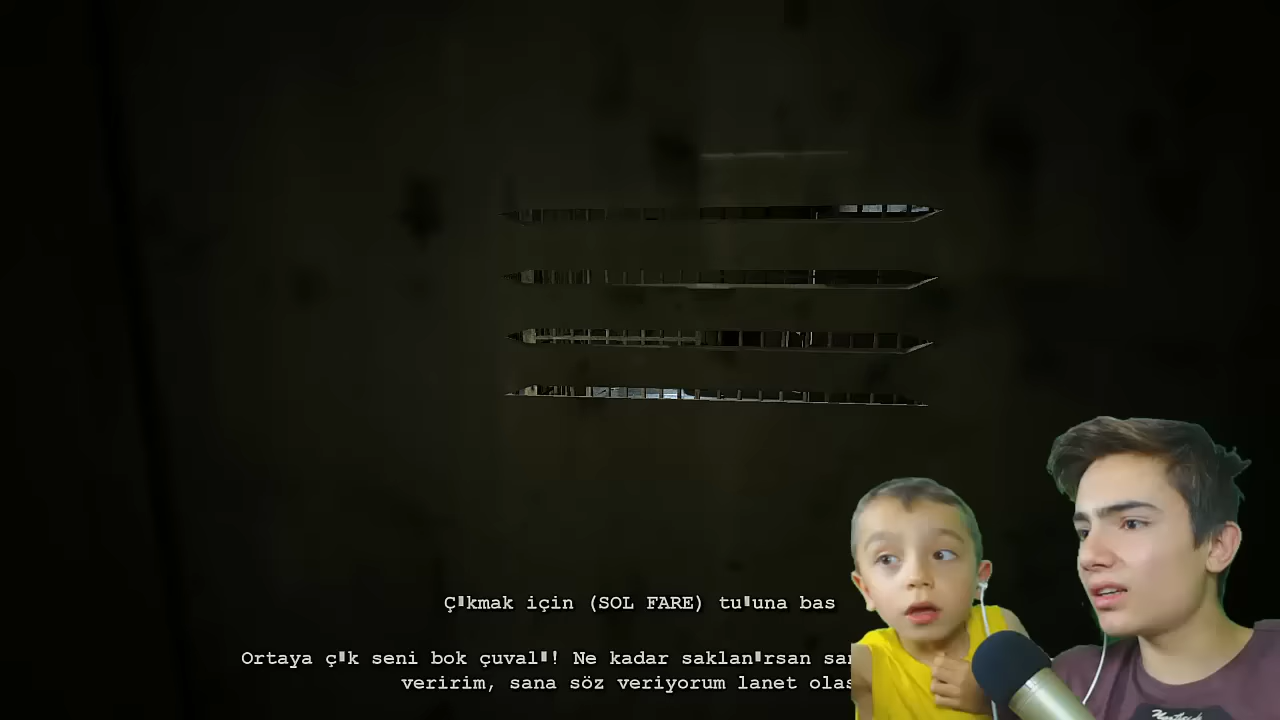 Ç▮kmak için (SOL FARE) tu▮una bas
Ortaya ç▮k seni bok çuval▮! Ne kadar saklan▮rsan
veririm, sana söz veriyorum lanet